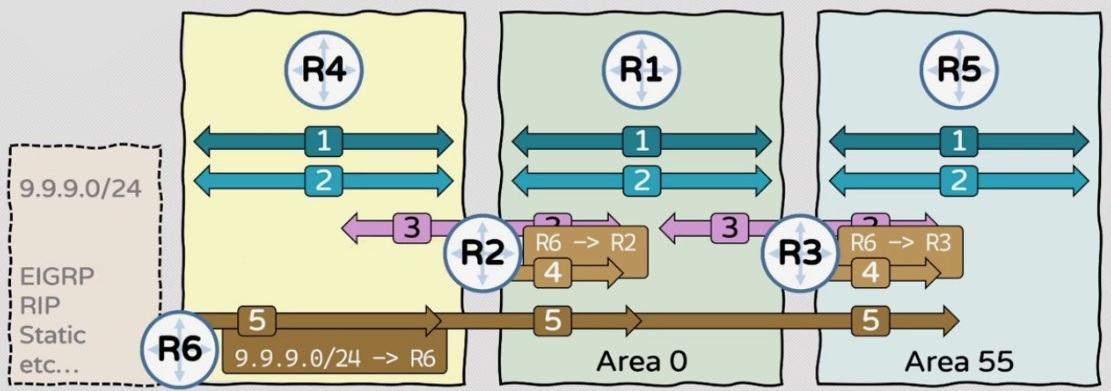 R4
R1
R5
1
1
1
2
2
2
9.9.9.0/24
3
3
R2
R6 -> R2
R3
R6 -> R3
4
4
EIGRP
RIP
Static
etc...
R6
5
5
5
9.9.9.0/24 -> R6
Area 0
Area 55